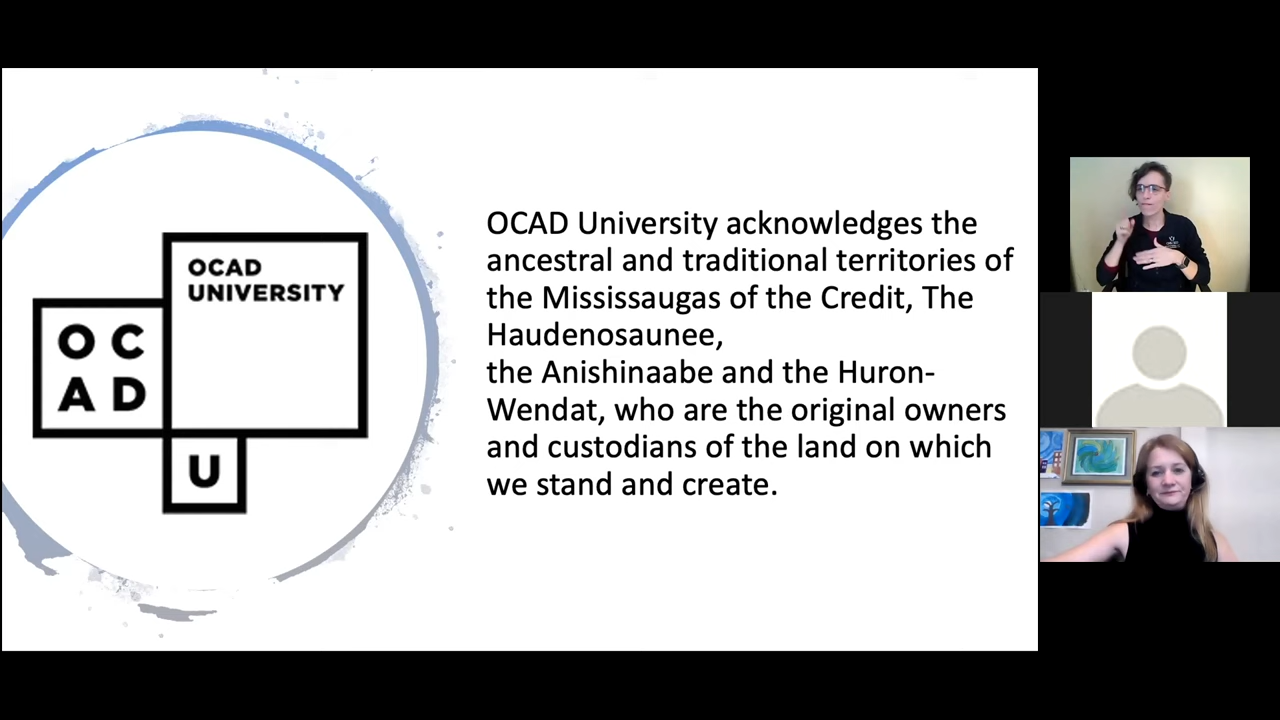 OCAD
UNIVERSITY
O C
A D
U
OCAD University acknowledges the
ancestral and traditional territories of
the Mississaugas of the Credit, The
Haudenosaunee,
the Anishinaabe and the Huron-
Wendat, who are the original owners
and custodians of the land on which
we stand and create.